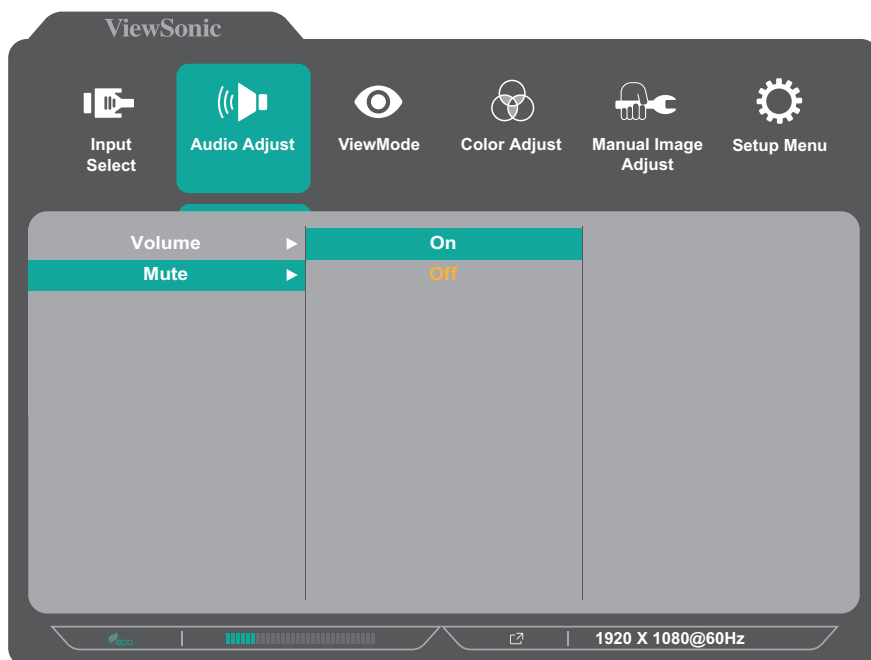 ViewSonic
Input
Select
Audio Adjust
ViewMode
Color Adjust
Manual Image
Adjust
Setup Menu
Volume
On
Mute
Off
eco
1920 X 1080@60Hz